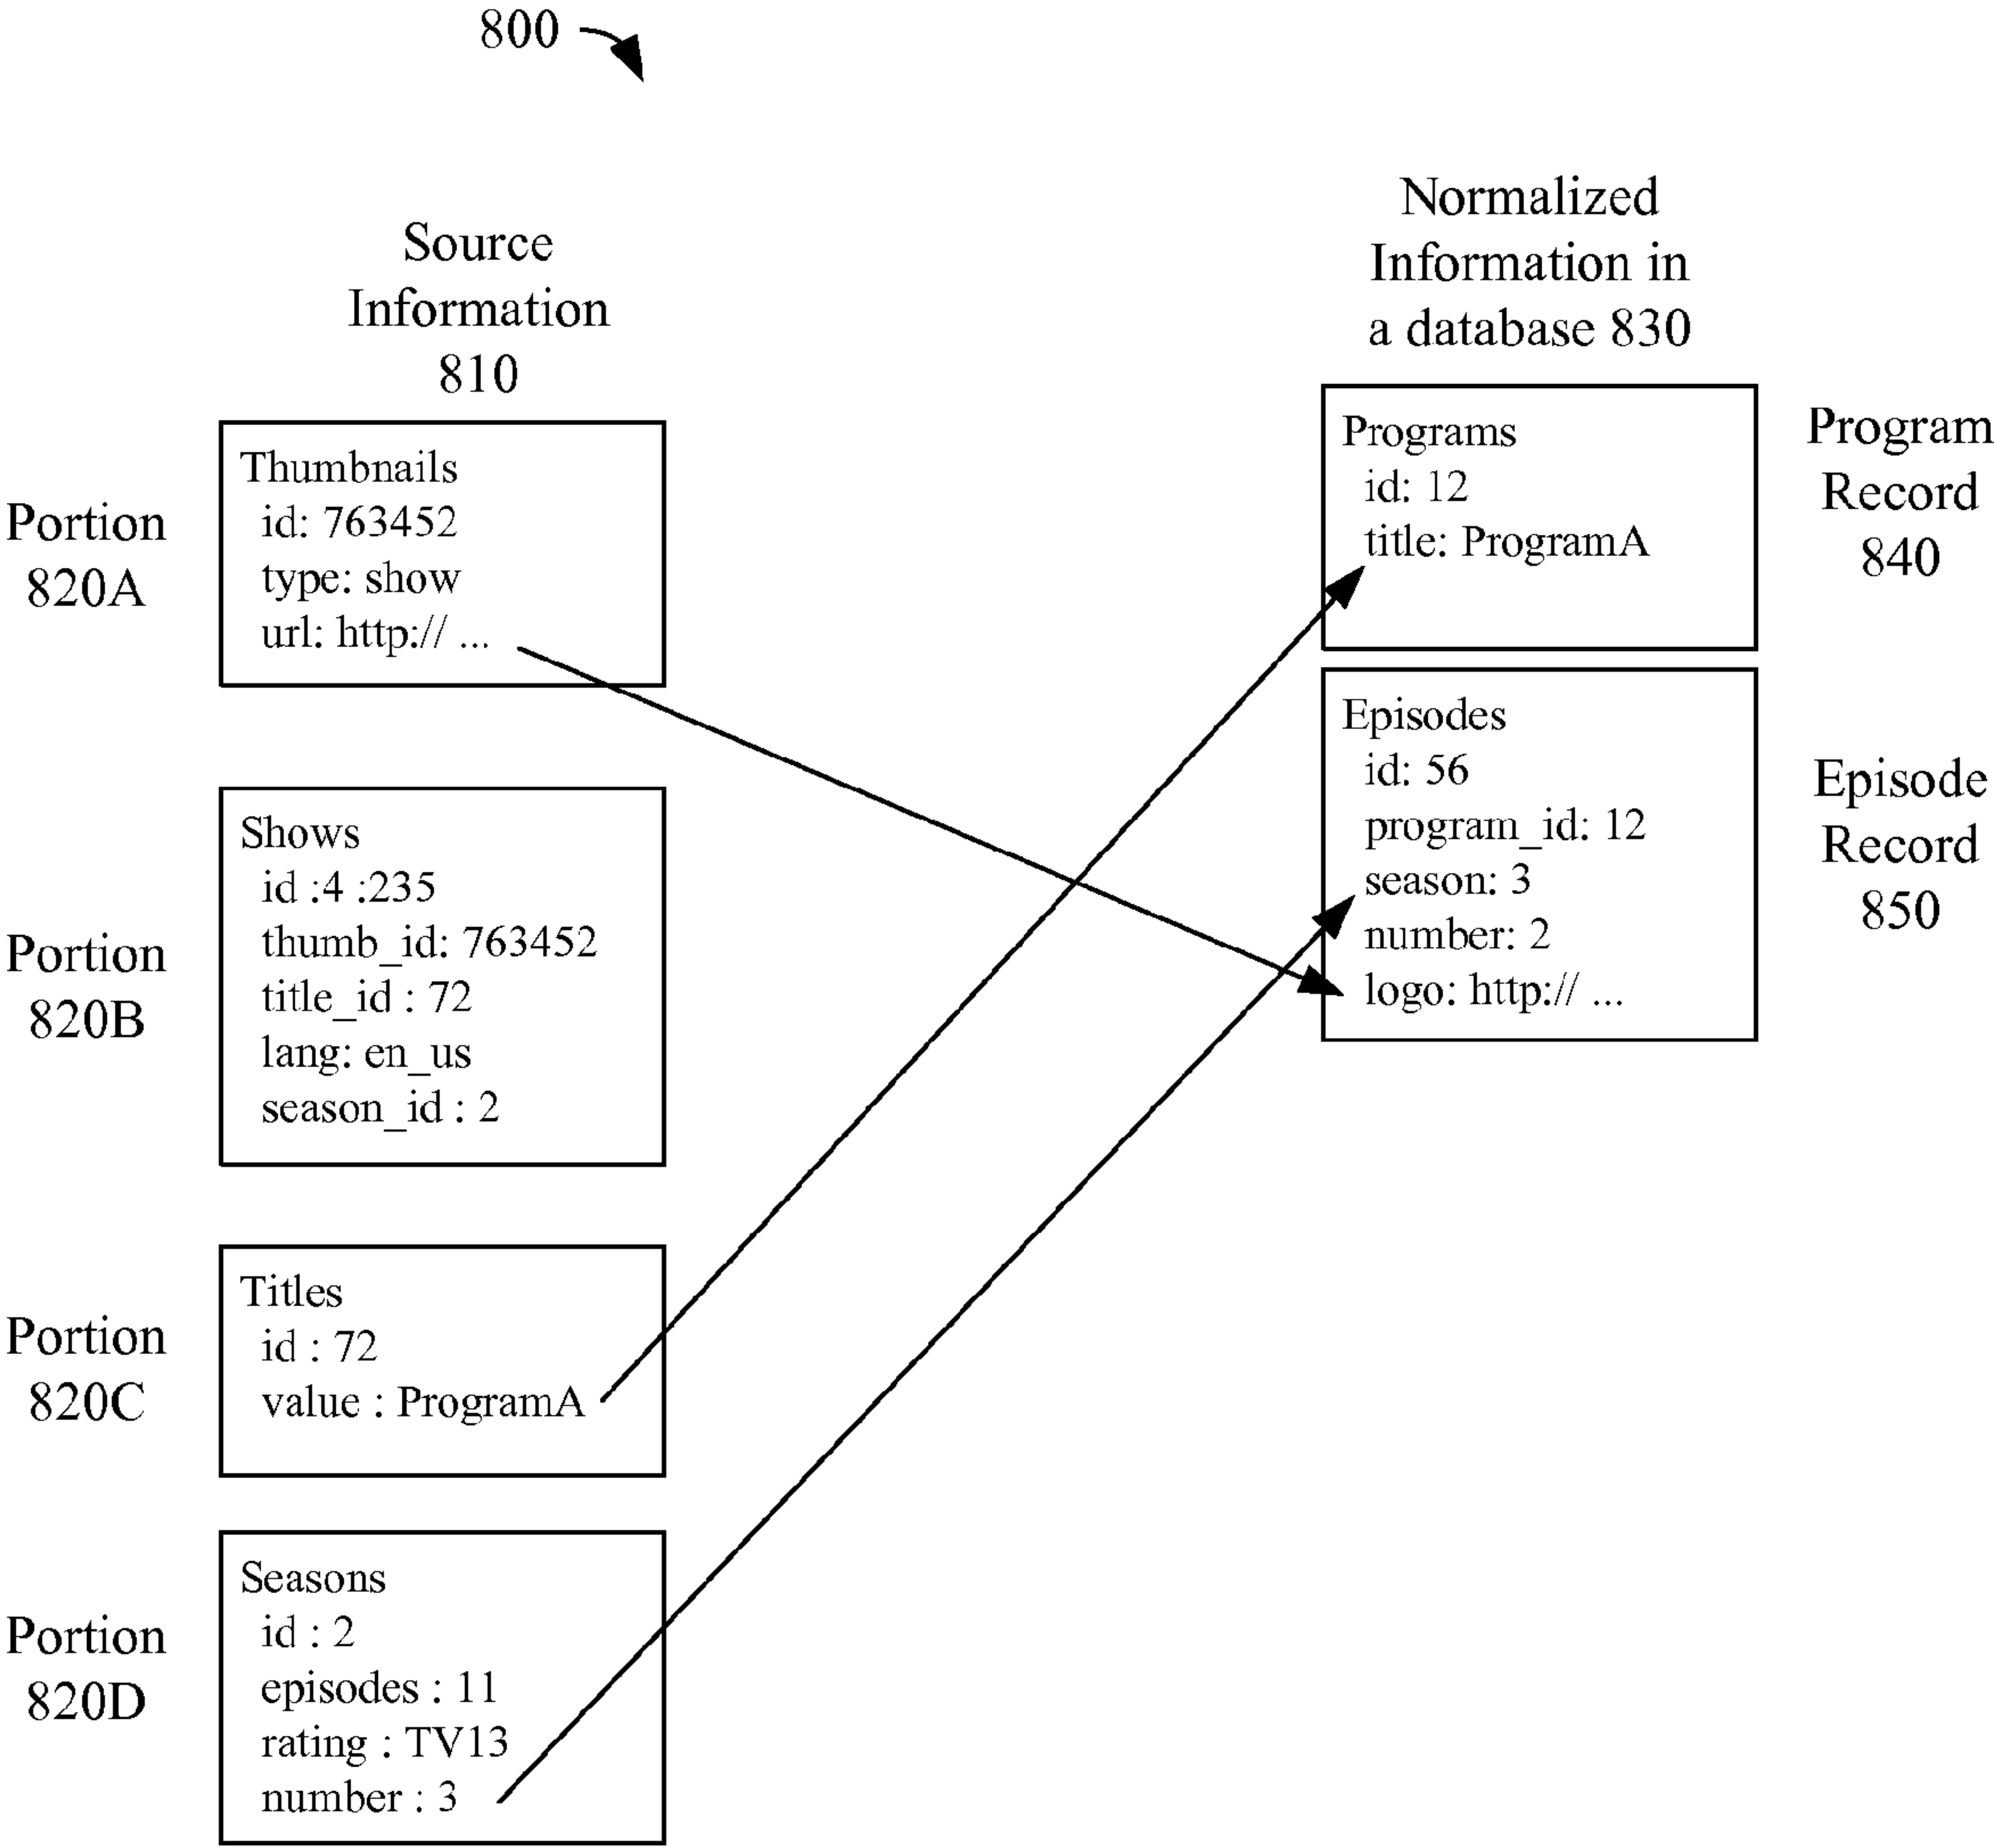 800
Source
Information
810
Portion
820A
Thumbnails
id: 763452
type: show
url: http:// ...
Portion
820B
Shows
id :4 :235
thumb_id: 763452
title_id : 72
lang: en_us
season_id : 2
Portion
820C
Titles
id : 72
value : ProgramA
Portion
820D
Seasons
id : 2
episodes : 11
rating : TV13
number : 3
Normalized
Information in
a database 830
Programs
id: 12
title: ProgramA
Program
Record
840
Episodes
id: 56
program_id: 12
season: 3
number: 2
logo: http:// ...
Episode
Record
850